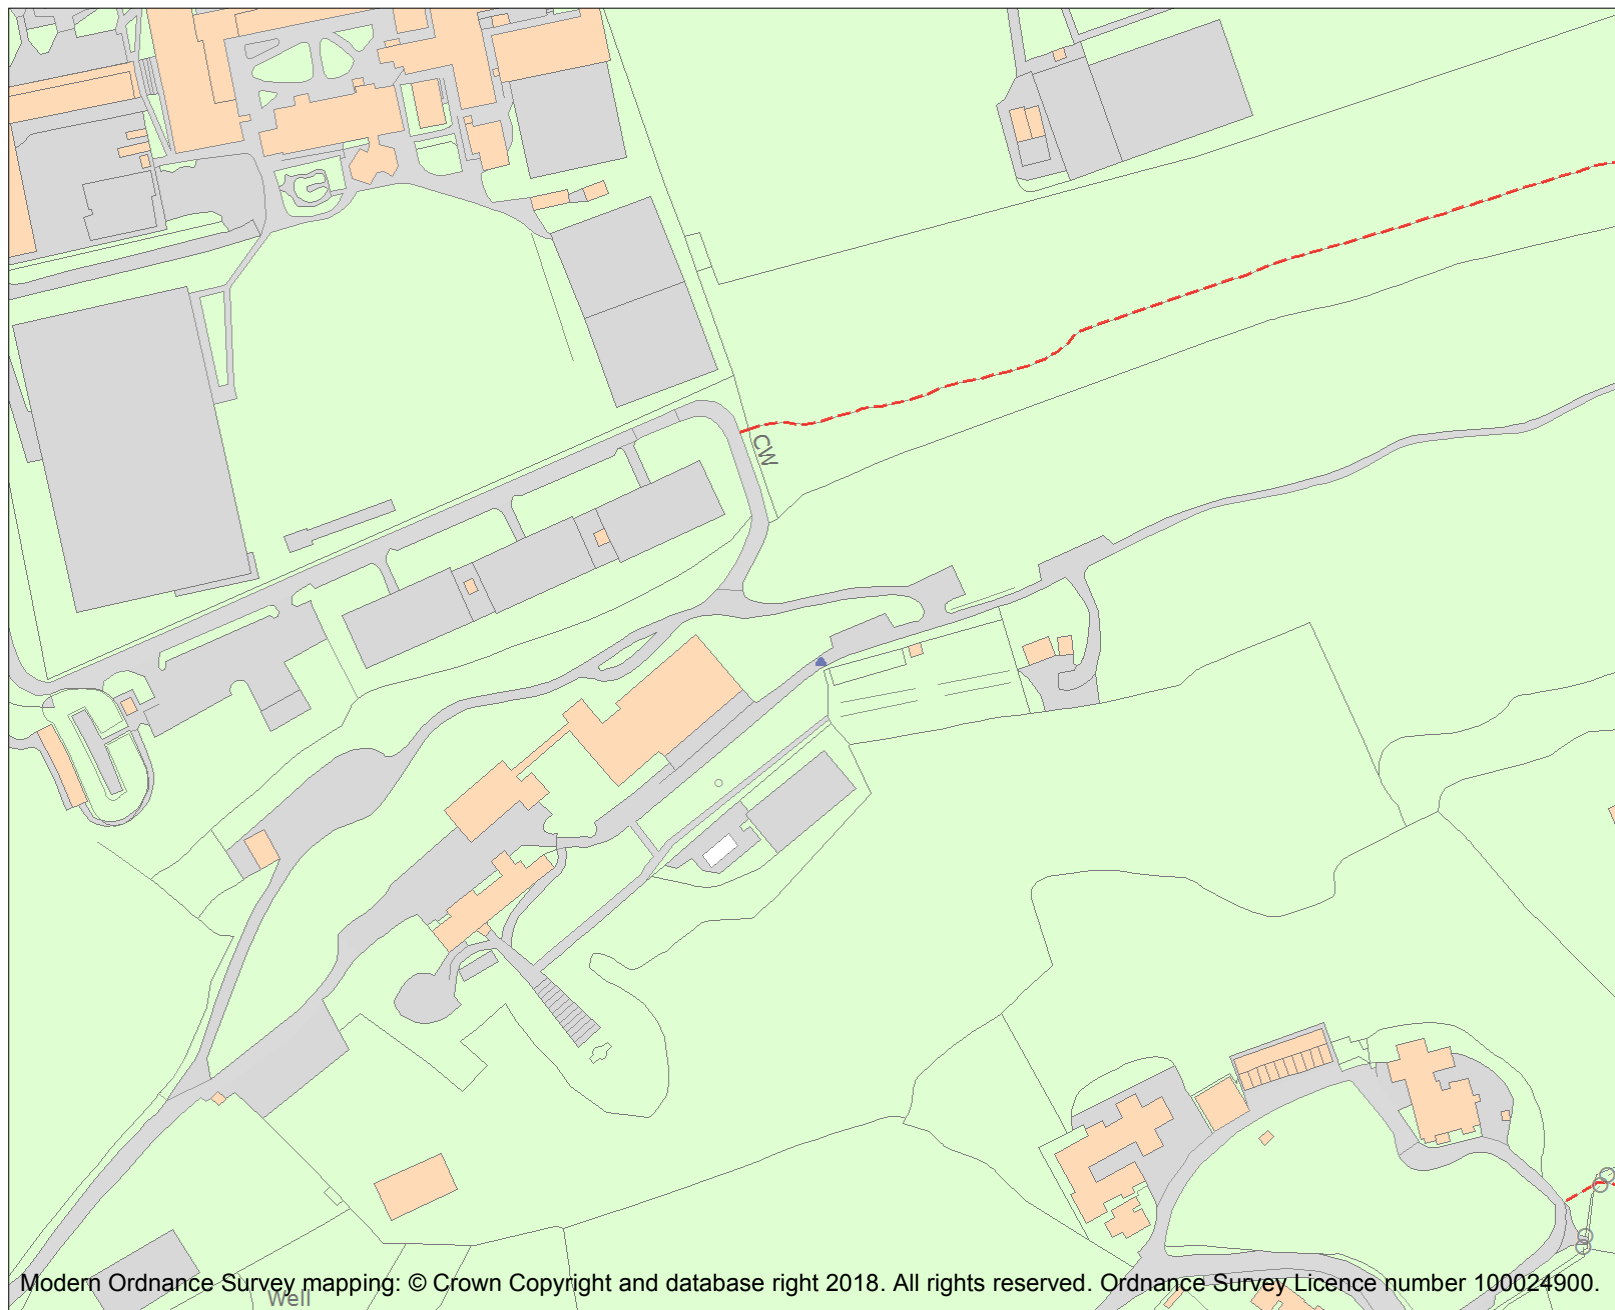 CW
Modern Ordnance Survey mapping: © Crown Copyright and database right 2018. All rights reserved. Ordnance Survey Licence number 100024900.
Well